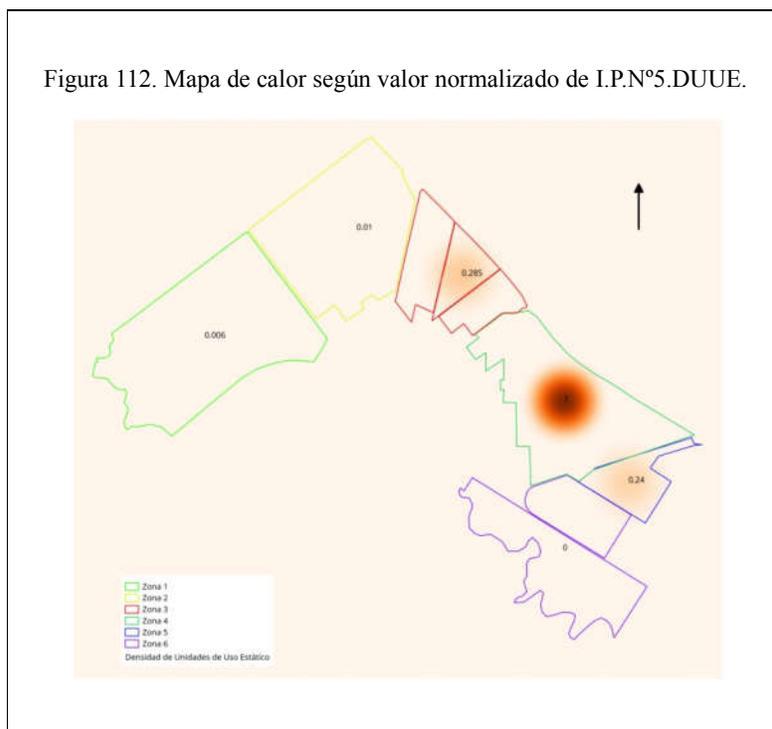 Figura 112. Mapa de calor según valor normalizado de I.P.Nº5.DUUE.
0.01
0.285
0.006
1
0.24
0
Zona 1
Zona 2
Zona 3
Zona 4
Zona 5
Zona 6
Densidad de Unidades de Uso Estático